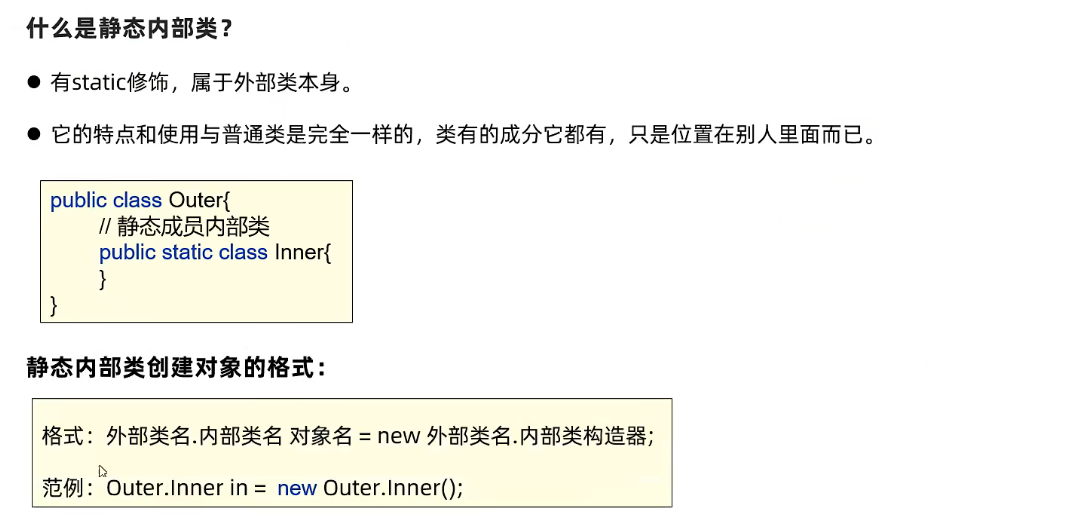 什么是静态内部类？
● 有static修饰，属于外部类本身。
● 它的特点和使用与普通类是完全一样的，类有的成分它都有，只是位置在别人里面而已。
public class Outer{
// 静态成员内部类
public static class Inner{
}
}
静态内部类创建对象的格式：
格式：外部类名.内部类名 对象名 = new 外部类名.内部类构造器;
范例：Outer.Inner in = new Outer.Inner();